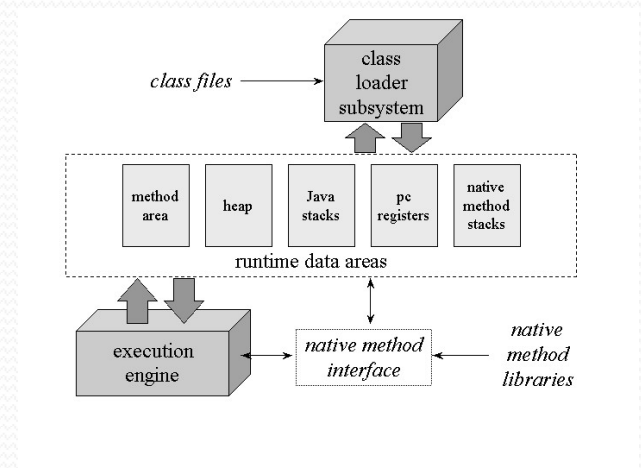 class files
class
loader
subsystem
method
area
heap
Java
stacks
pc
registers
native
method
stacks
runtime data areas
execution
engine
native method
interface
native
method
libraries